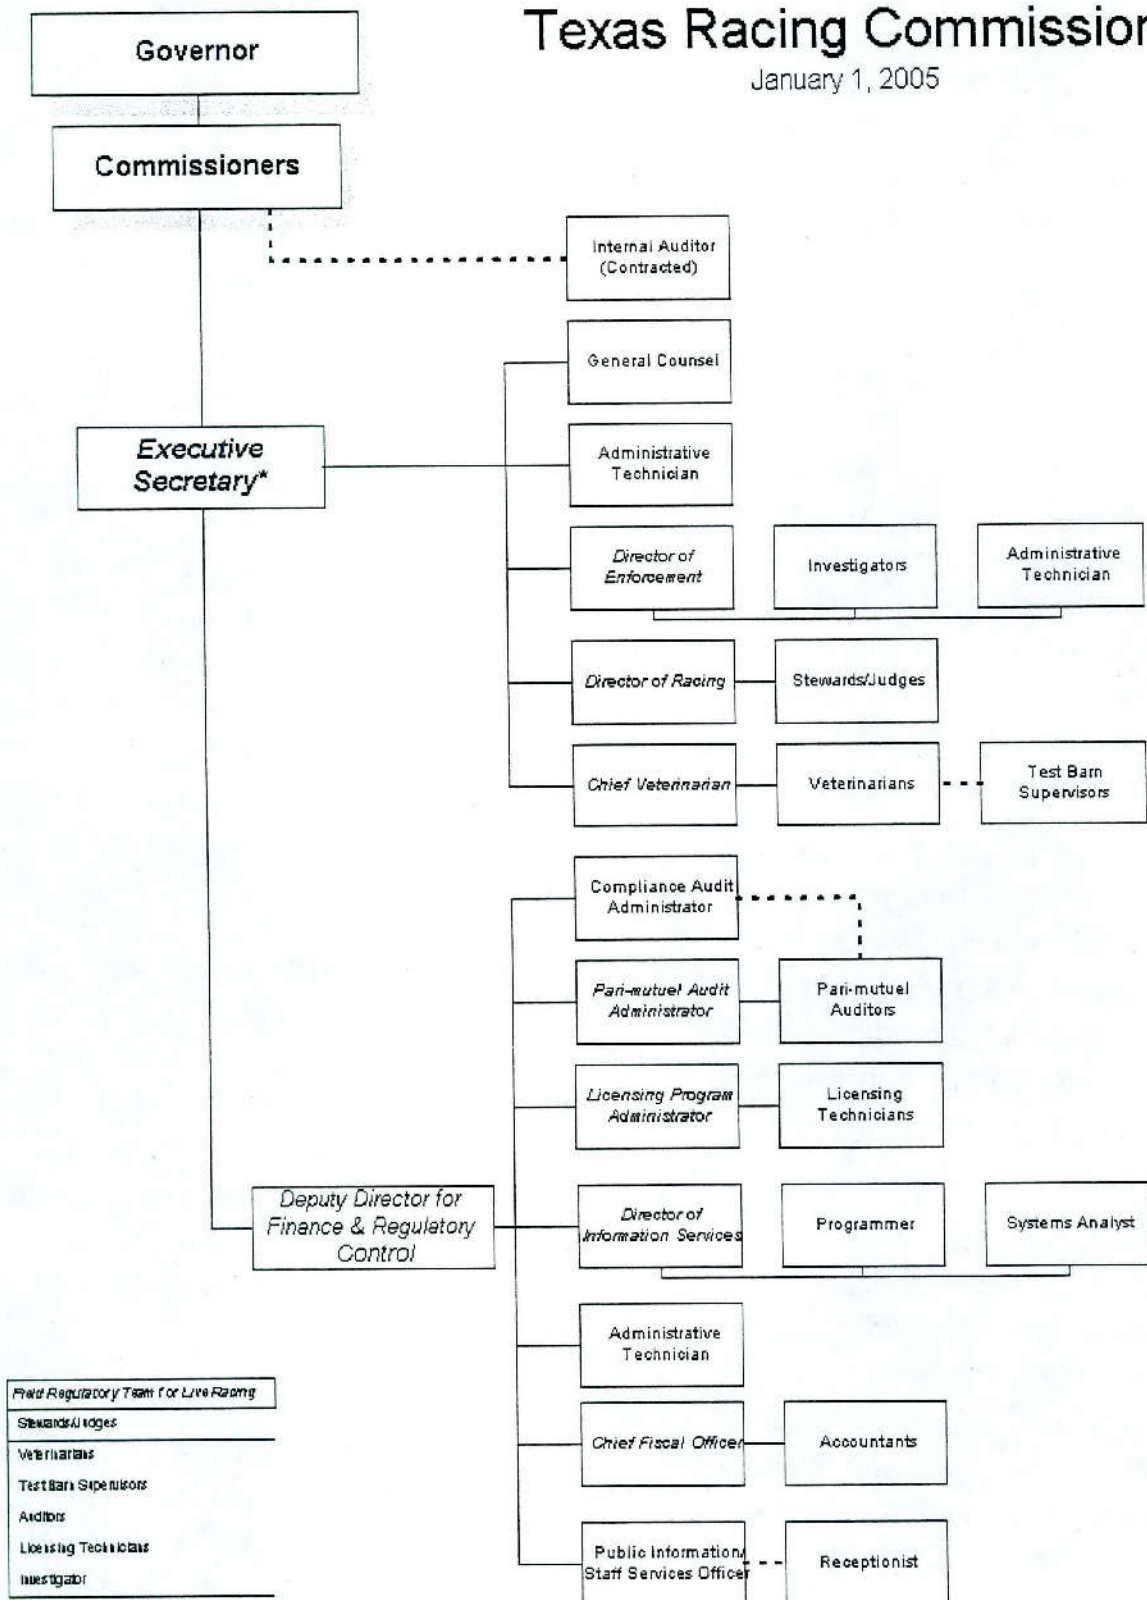 Texas Racing Commission
January 1, 2005
Governor
Commissioners
Internal Auditor
(Contracted)
General Counsel
Executive
Secretary*
Administrative
Technician
Director of
Enforcement
Investigators
Administrative
Technician
Director of Racing
Stewards/Judges
Chief Veterinarian
Veterinarians
Test Barn
Supervisors
Compliance Audit
Administrator
Pari-mutuel Audit
Administrator
Pari-mutuel
Auditors
Licensing Program
Administrator
Licensing
Technicians
Deputy Director for
Finance & Regulatory
Control
Director of
Information Services
Programmer
Systems Analyst
Administrative
Technician
Chief Fiscal Officer
Accountants
Public Information/
Staff Services Officer
Receptionist
Field Regulatory Team for Live Racing
Stewards/Judges
Veterinarians
Test Barn Supervisors
Auditors
Licensing Technicians
Investigator